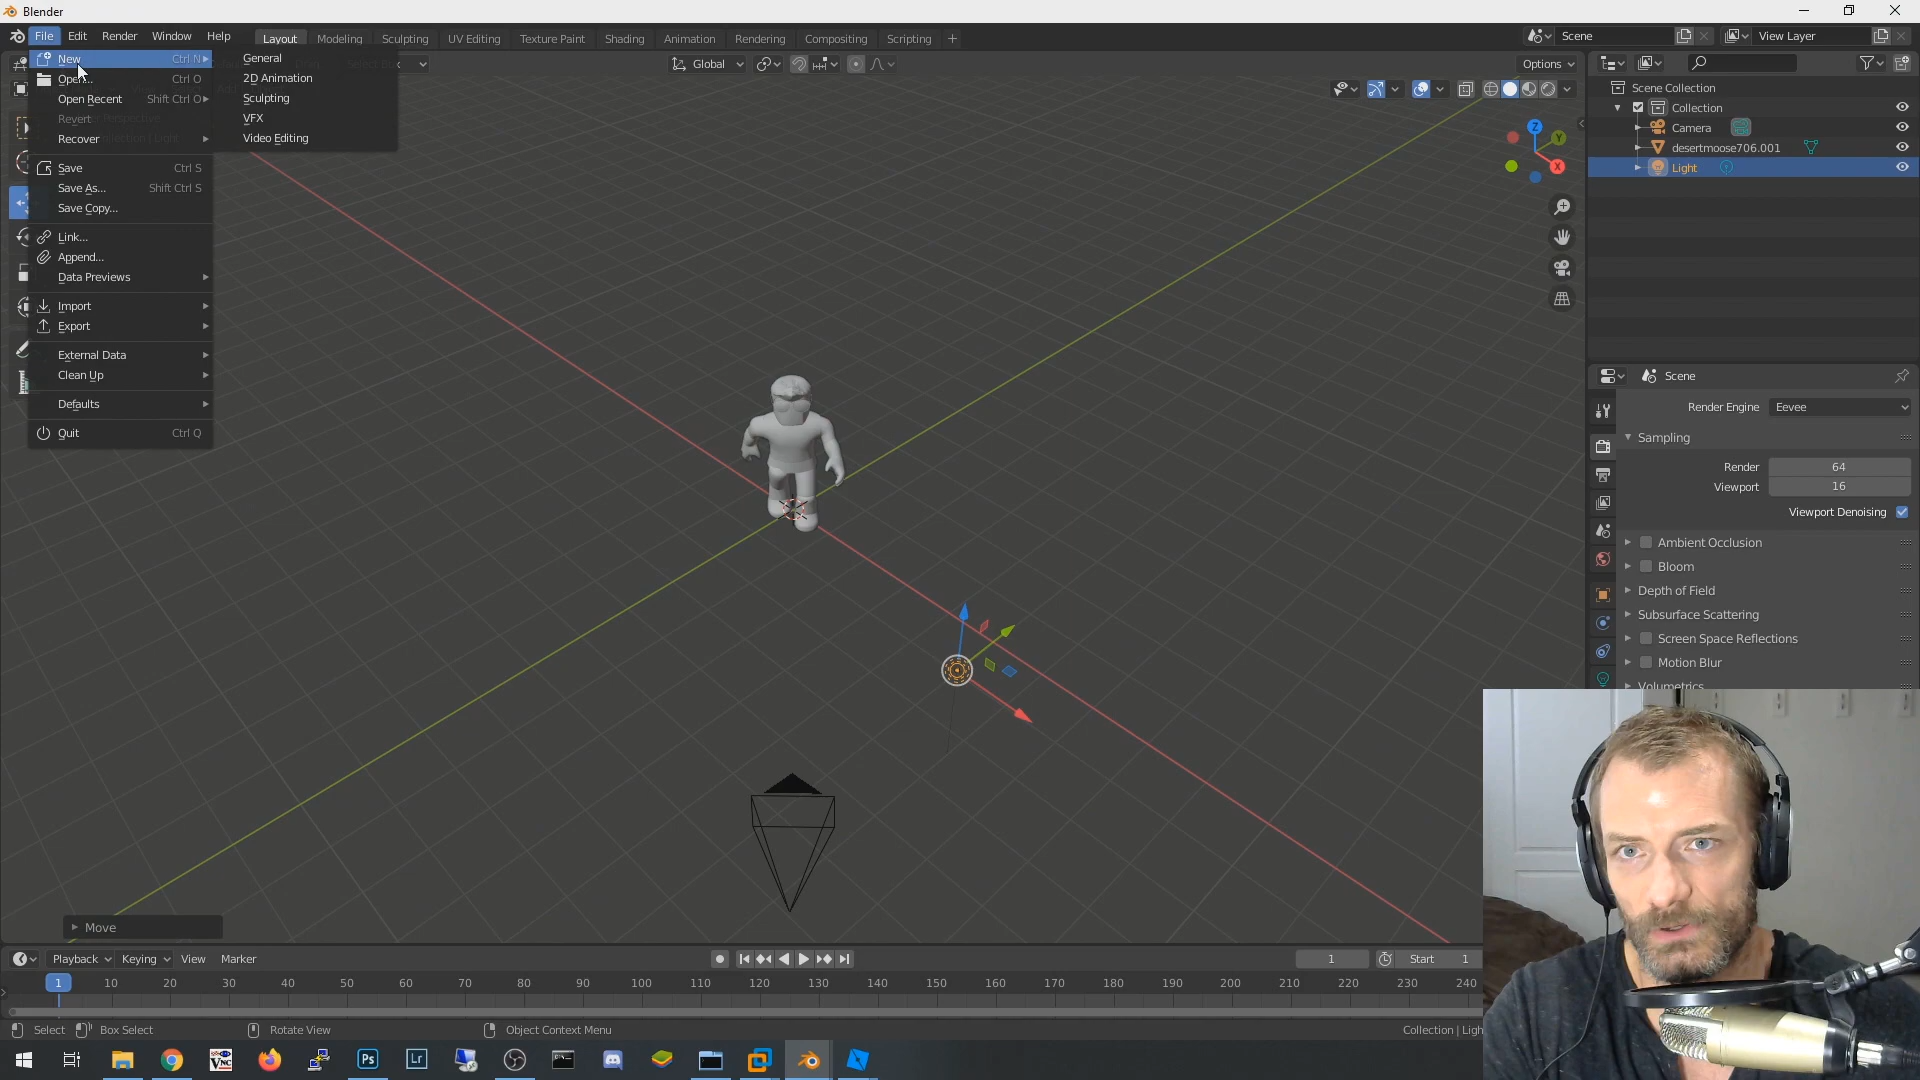 Blender
File Edit Render Window Help Layout Modeling Sculpting UV Editing Texture Paint Shading Animation Rendering Compositing Scripting
Scene
View Layer
New Ctrl N
Open... Ctrl O
Open Recent Shift Ctrl O
Revert
Recover
Save Ctrl S
Save As... Shift Ctrl S
Save Copy...
Link...
Append...
Data Previews
Import
Export
External Data
Clean Up
Defaults
Quit Ctrl Q
General
2D Animation
Sculpting
VFX
Video Editing
Global
Options
Z
Y
X
Scene Collection
Collection
Camera
desertmoose706.001
Light
Scene
Render Engine Eevee
Sampling
Render 64
Viewport 16
Viewport Denoising
Ambient Occlusion
Bloom
Depth of Field
Subsurface Scattering
Screen Space Reflections
Motion Blur
Volumetrics
Move
Playback Keying View Marker
1 Start 1
1 10 20 30 40 50 60 70 80 90 100 110 120 130 140 150 160 170 180 190 200 210 220 230 240
Select Box Select Rotate View Object Context Menu
Collection | Ligh
VNC Ps Lr